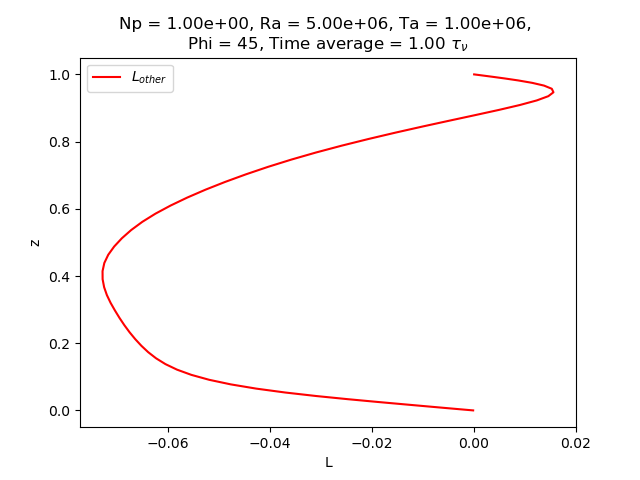 Np = 1.00e+00, Ra = 5.00e+06, Ta = 1.00e+06,
Phi = 45, Time average = 1.00 τν
L_other
1.0
0.8
0.6
0.4
0.2
0.0
z
−0.06
−0.04
−0.02
0.00
0.02
L